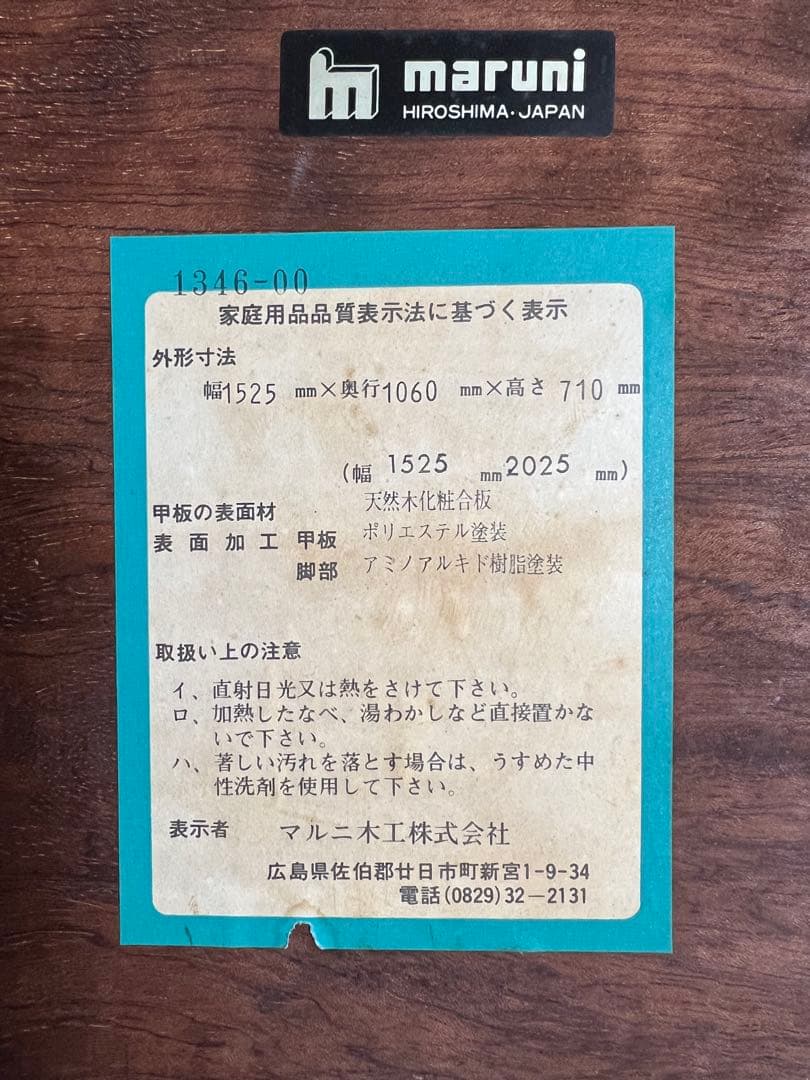 m maruni
HIROSHIMA・JAPAN
1346-00
家庭用品品質表示法に基づく表示
外形寸法
幅1525 mm×奥行1060 mm×高さ 710 mm
(幅 1525 mm 2025 mm)
甲板の表面材 天然木化粧合板
表面加工 甲板 ポリエステル塗装
脚部 アミノアルキド樹脂塗装
取扱い上の注意
イ、直射日光又は熱をさけて下さい。
ロ、加熱したなべ、湯わかしなど直接置かな
いで下さい。
ハ、著しい汚れを落とす場合は、うすめた中
性洗剤を使用して下さい。
表示者 マルニ木工株式会社
広島県佐伯郡廿日市町新宮1-9-34
電話(0829)32-2131